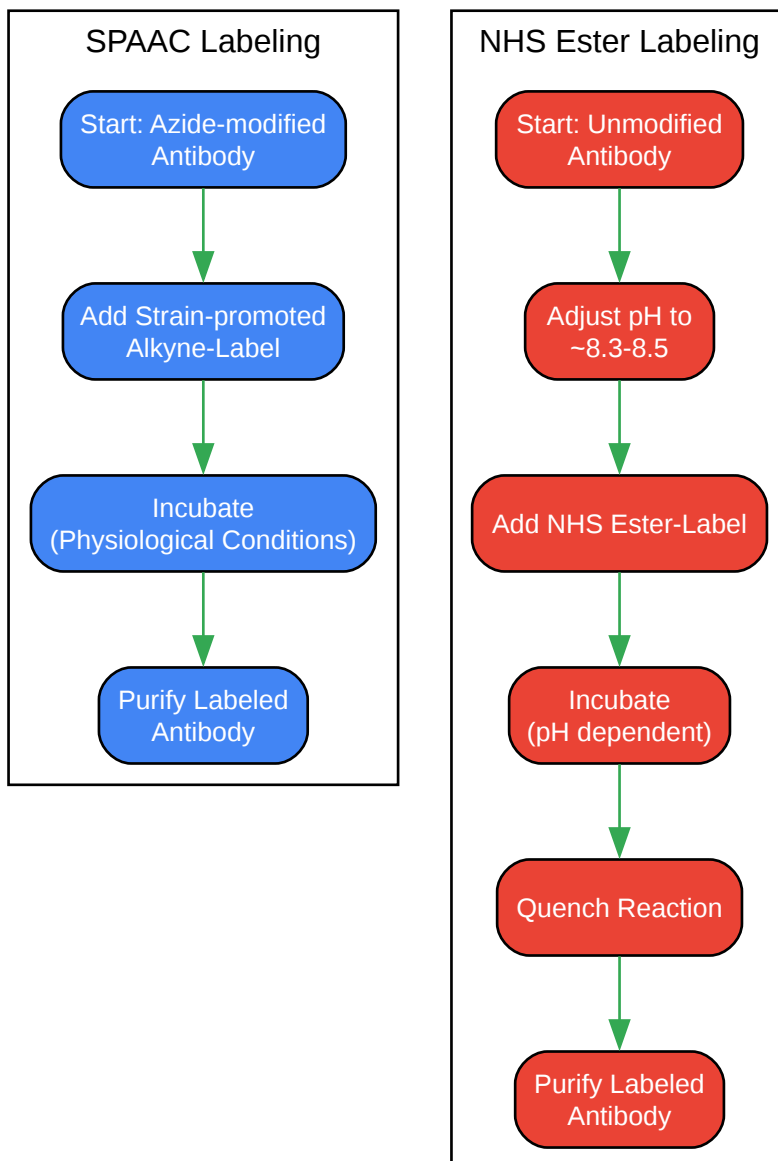 SPAAC Labeling
Start: Azide-modified
Antibody
Add Strain-promoted
Alkyne-Label
Incubate
(Physiological Conditions)
Purify Labeled
Antibody
NHS Ester Labeling
Start: Unmodified
Antibody
Adjust pH to
~8.3-8.5
Add NHS Ester-Label
Incubate
(pH dependent)
Quench Reaction
Purify Labeled
Antibody